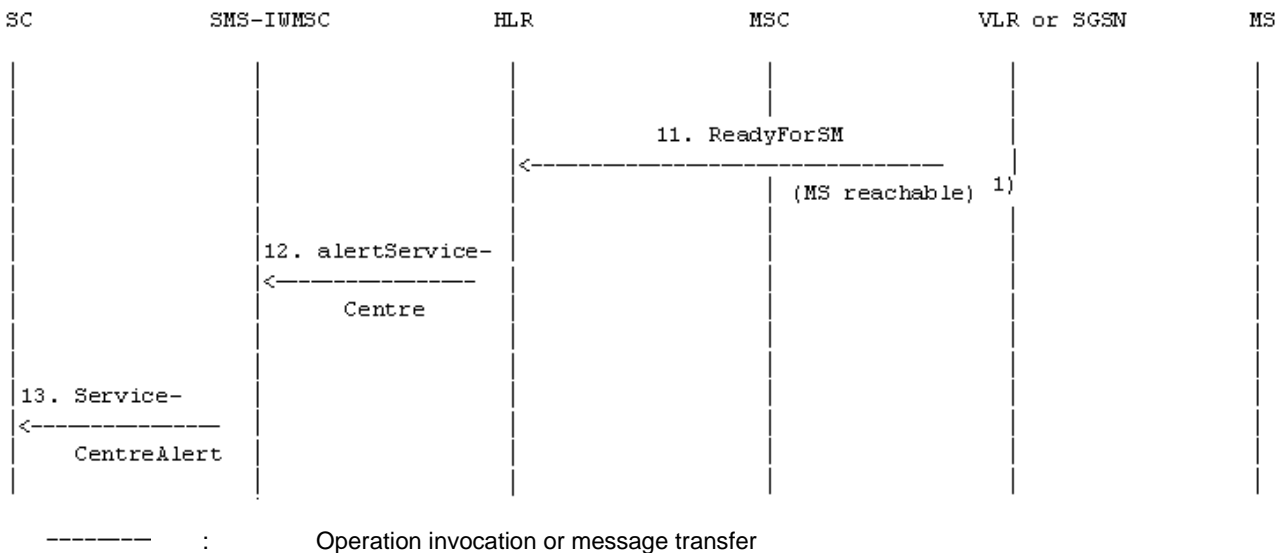 SC SMS-IWMSC HLR MSC VLR or SGSN MS
11. ReadyForSM
(MS reachable) 1)
12. alertService-
Centre
13. Service-
CentreAlert
-------- : Operation invocation or message transfer